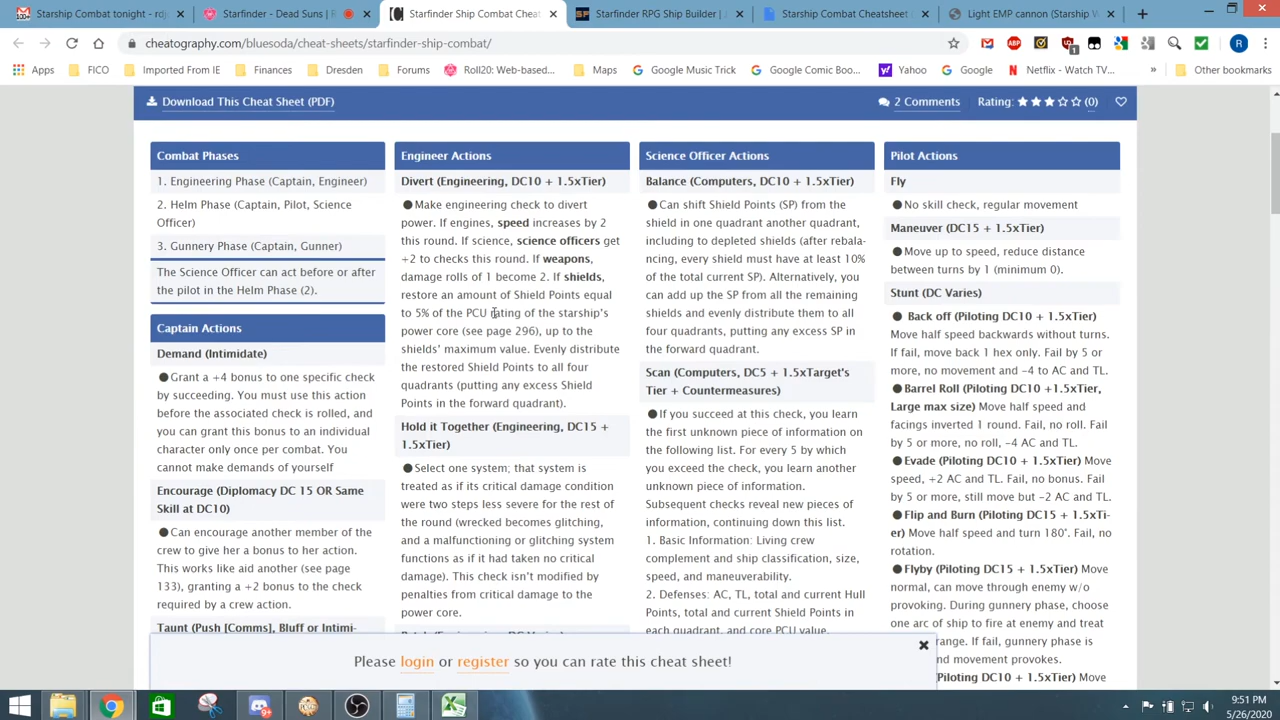 Starship Combat tonight - rdj
Starfinder - Dead Suns | R
Starfinder Ship Combat Cheat
Starfinder RPG Ship Builder | J
Starship Combat Cheatsheet
Light EMP cannon (Starship W
cheatography.com/bluesoda/cheat-sheets/starfinder-ship-combat/
Apps
FICO
Imported From IE
Finances
Dresden
Forums
Roll20: Web-based...
Maps
Google Music Trick
Google Comic Boo...
Yahoo
Google
Netflix - Watch TV...
»
Other bookmarks
Download This Cheat Sheet (PDF)
2 Comments
Rating: ★★★☆☆ (0)
Combat Phases
1. Engineering Phase (Captain, Engineer)
2. Helm Phase (Captain, Pilot, Science
Officer)
3. Gunnery Phase (Captain, Gunner)
The Science Officer can act before or after
the pilot in the Helm Phase (2).
Captain Actions
Demand (Intimidate)
●Grant a +4 bonus to one specific check
by succeeding. You must use this action
before the associated check is rolled, and
you can grant this bonus to an individual
character only once per combat. You
cannot make demands of yourself
Encourage (Diplomacy DC 15 OR Same
Skill at DC10)
●Can encourage another member of the
crew to give her a bonus to her action.
This works like aid another (see page
133), granting a +2 bonus to the check
required by a crew action.
Taunt (Push [Comms], Bluff or Intimi-
Engineer Actions
Divert (Engineering, DC10 + 1.5xTier)
●Make engineering check to divert
power. If engines, speed increases by 2
this round. If science, science officers get
+2 to checks this round. If weapons,
damage rolls of 1 become 2. If shields,
restore an amount of Shield Points equal
to 5% of the PCU rating of the starship's
power core (see page 296), up to the
shields' maximum value. Evenly distribute
the restored Shield Points to all four
quadrants (putting any excess Shield
Points in the forward quadrant).
Hold it Together (Engineering, DC15 +
1.5xTier)
●Select one system; that system is
treated as if its critical damage condition
were two steps less severe for the rest of
the round (wrecked becomes glitching,
and a malfunctioning or glitching system
functions as if it had taken no critical
damage). This check isn't modified by
penalties from critical damage to the
power core.
Science Officer Actions
Balance (Computers, DC10 + 1.5xTier)
●Can shift Shield Points (SP) from the
shield in one quadrant another quadrant,
including to depleted shields (after rebala-
ncing, every shield must have at least 10%
of the total current SP). Alternatively, you
can add up the SP from all the remaining
shields and evenly distribute them to all
four quadrants, putting any excess SP in
the forward quadrant.
Scan (Computers, DC5 + 1.5xTarget's
Tier + Countermeasures)
●If you succeed at this check, you learn
the first unknown piece of information on
the following list. For every 5 by which
you exceed the check, you learn another
unknown piece of information.
Subsequent checks reveal new pieces of
information, continuing down this list.
1. Basic Information: Living crew
complement and ship classification, size,
speed, and maneuverability.
2. Defenses: AC, TL, total and current Hull
Points, total and current Shield Points in
each quadrant, and core PCU value.
Pilot Actions
Fly
●No skill check, regular movement
Maneuver (DC15 + 1.5xTier)
●Move up to speed, reduce distance
between turns by 1 (minimum 0).
Stunt (DC Varies)
●Back off (Piloting DC10 + 1.5xTier)
Move half speed backwards without turns.
If fail, move back 1 hex only. Fail by 5 or
more, no movement and -4 to AC and TL.
●Barrel Roll (Piloting DC10 +1.5xTier,
Large max size) Move half speed and
facings inverted 1 round. Fail, no roll. Fail
by 5 or more, no roll, -4 AC and TL.
●Evade (Piloting DC10 + 1.5xTier) Move
speed, +2 AC and TL. Fail, no bonus. Fail
by 5 or more, still move but -2 AC and TL.
●Flip and Burn (Piloting DC15 + 1.5xTi-
er) Move half speed and turn 180°. Fail, no
rotation.
●Flyby (Piloting DC15 + 1.5xTier) Move
normal, can move through enemy w/o
provoking. During gunnery phase, choose
one arc of ship to fire at enemy and treat
range. If fail, gunnery phase is
nd movement provokes.
(Piloting DC10 + 1.5xTier) Move
Please login or register so you can rate this cheat sheet!
9:51 PM
5/26/2020